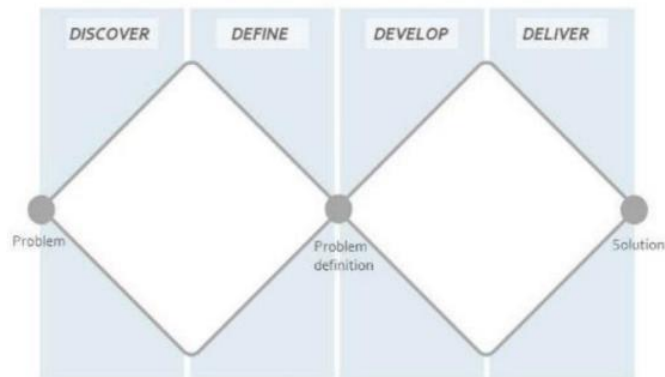 DISCOVER
DEFINE
DEVELOP
DELIVER
Problem
Problem
definition
Solution